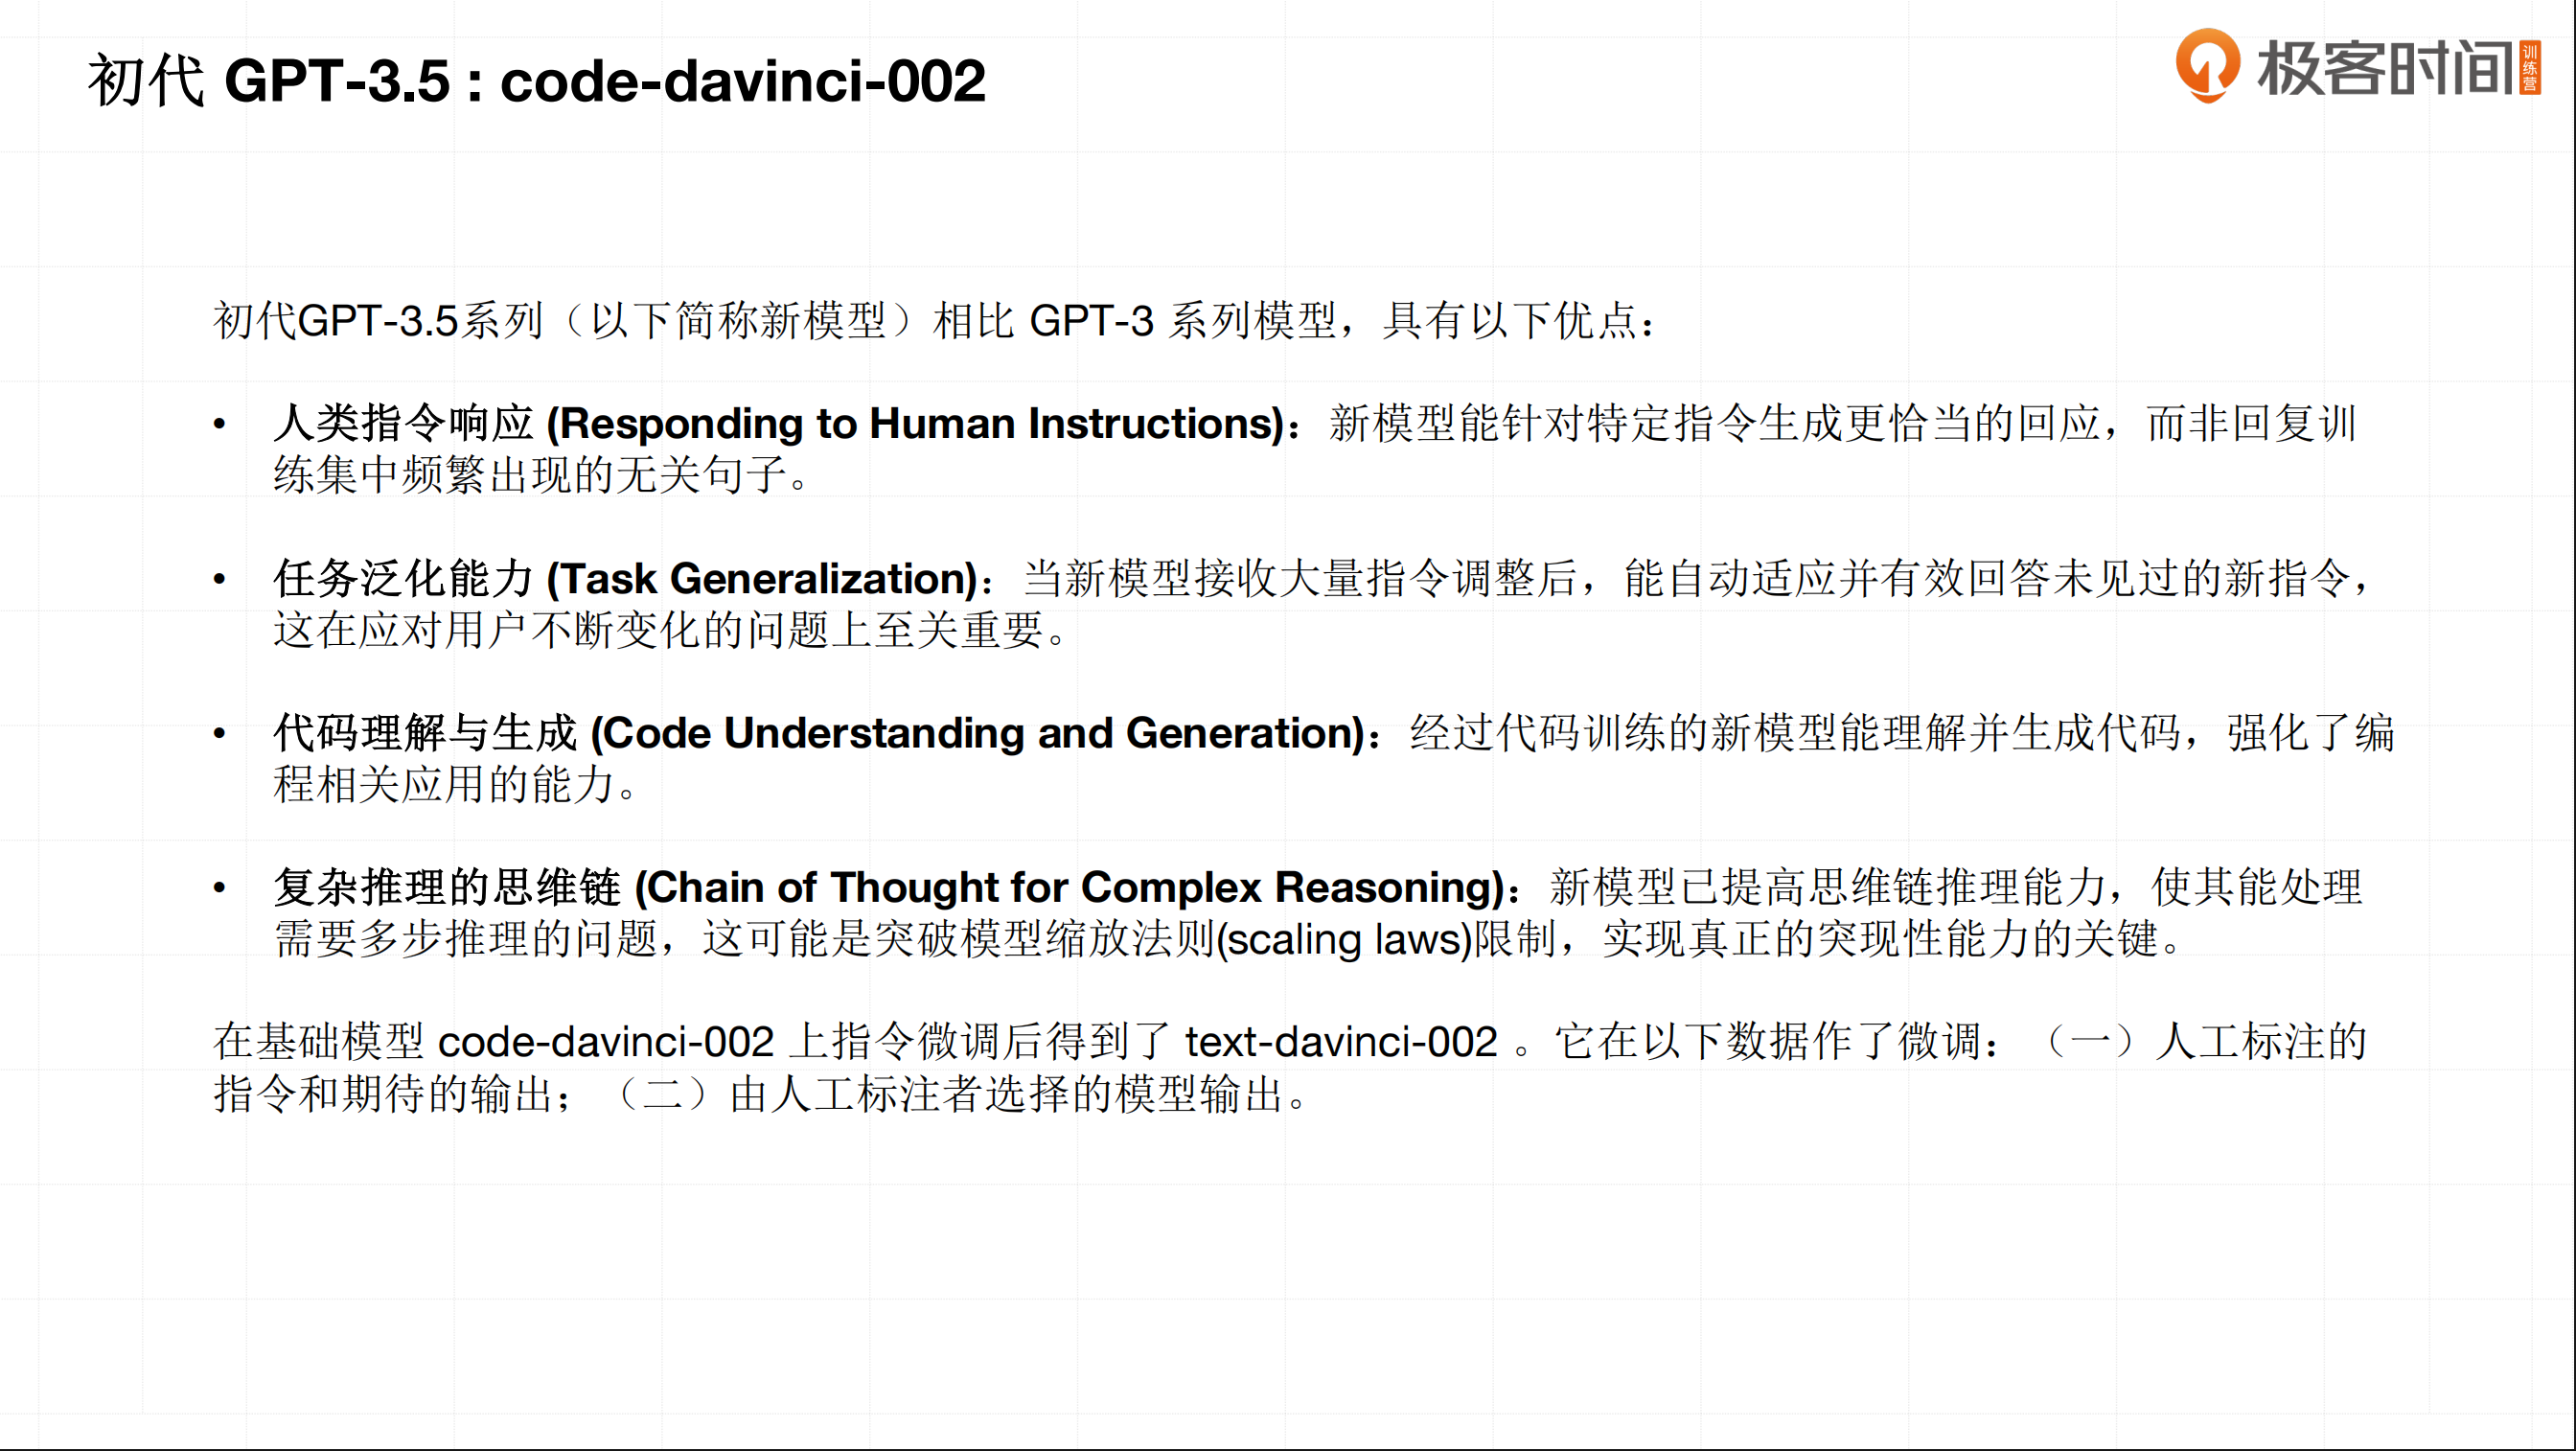 初代 GPT-3.5 : code-davinci-002
极客时间
训练营
初代GPT-3.5系列（以下简称新模型）相比 GPT-3 系列模型，具有以下优点：
• 人类指令响应 (Responding to Human Instructions)：新模型能针对特定指令生成更恰当的回应，而非回复训
练集中频繁出现的无关句子。
• 任务泛化能力 (Task Generalization)：当新模型接收大量指令调整后，能自动适应并有效回答未见过的新指令，
这在应对用户不断变化的问题上至关重要。
• 代码理解与生成 (Code Understanding and Generation)：经过代码训练的新模型能理解并生成代码，强化了编
程相关应用的能力。
• 复杂推理的思维链 (Chain of Thought for Complex Reasoning)：新模型已提高思维链推理能力，使其能处理
需要多步推理的问题，这可能是突破模型缩放法则(scaling laws)限制，实现真正的突现性能力的关键。
在基础模型 code-davinci-002 上指令微调后得到了 text-davinci-002 。它在以下数据作了微调：（一）人工标注的
指令和期待的输出；（二）由人工标注者选择的模型输出。